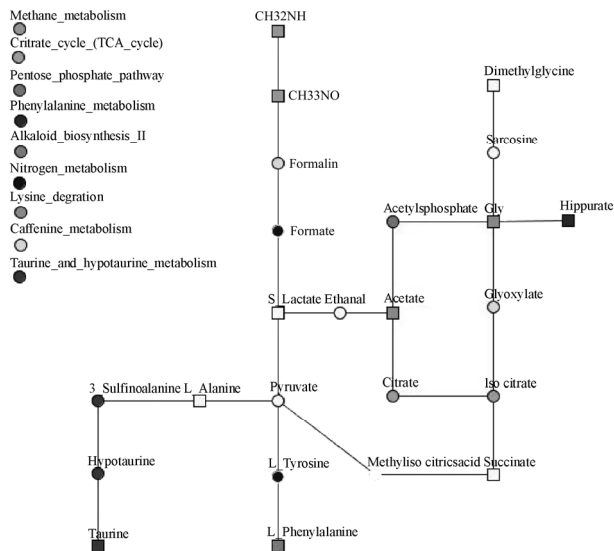 Methane_metabolism
Critrate_cycle_(TCA_cycle)
Pentose_phosphate_pathway
Phenylalanine_metabolism
Alkaloid_biosynthesis_II
Nitrogen_metabolism
Lysine_degration
Caffenine_metabolism
Taurine_and_hypotaurine_metabolism
CH32NH
CH33NO
Formalin
Formate
Dimethylglycine
Sarcosine
Acetylsphosphate Gly Hippurate
S_Lactate Ethanal Acetate Glyoxylate
3_Sulfinoalanine L_Alanine Pyruvate Citrate Iso citrate
Hypotaurine L_Tyrosine Methyliso citricsacid Succinate
Taurine L_Phenylalanine